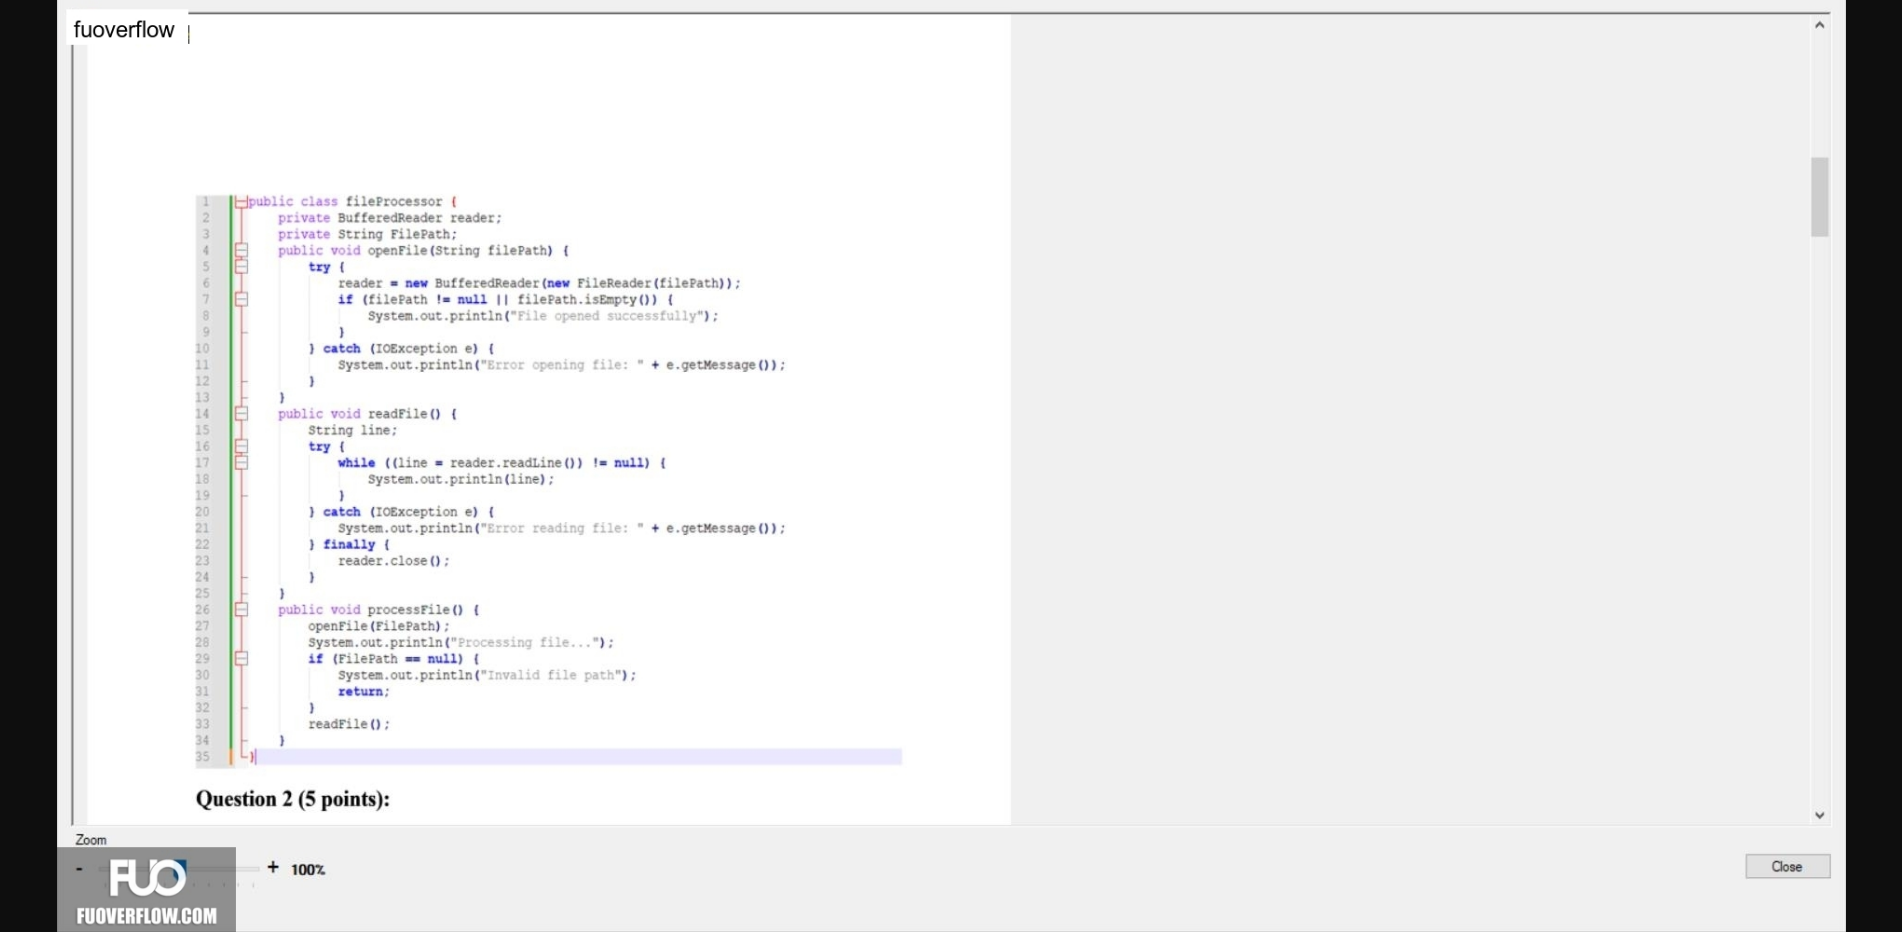 fuoverflow
1 public class fileProcessor {
2 private BufferedReader reader;
3 private String FilePath;
4 public void openFile(String filePath) {
5 try {
6 reader = new BufferedReader(new FileReader(filePath));
7 if (filePath != null || filePath.isEmpty()) {
8 System.out.println("File opened successfully");
9 }
10 } catch (IOException e) {
11 System.out.println("Error opening file: " + e.getMessage());
12 }
13 }
14 public void readFile() {
15 String line;
16 try {
17 while ((line = reader.readLine()) != null) {
18 System.out.println(line);
19 }
20 } catch (IOException e) {
21 System.out.println("Error reading file: " + e.getMessage());
22 } finally {
23 reader.close();
24 }
25 }
26 public void processFile() {
27 openFile(FilePath);
28 System.out.println("Processing file...");
29 if (FilePath == null) {
30 System.out.println("Invalid file path");
31 return;
32 }
33 readFile();
34 }
35 }
Question 2 (5 points):
Zoom
- + 100%
Close
FUO
FUOVERFLOW.COM